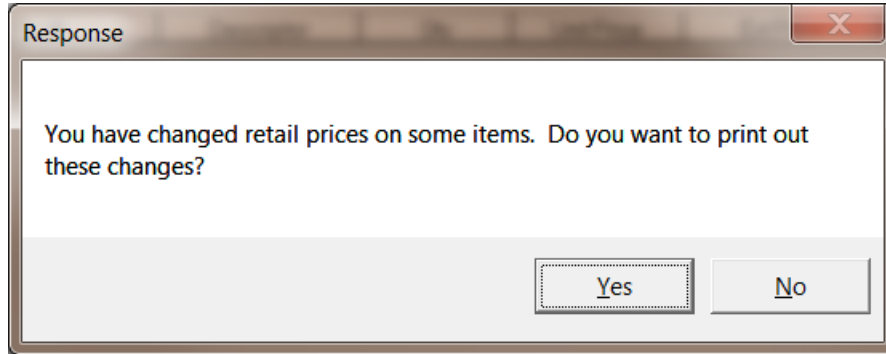 Response
You have changed retail prices on some items.  Do you want to print out
these changes?
Yes
No